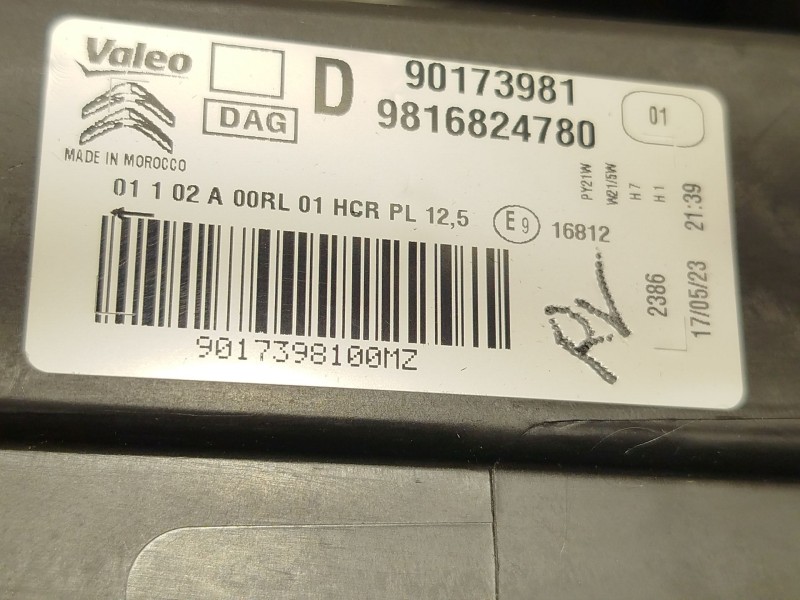 Valeo
D
90173981
9816824780
01
DAG
MADE IN MOROCCO
01 1 02 A 00RL 01 HCR PL 12,5
E9
16812
PY21W
W21/5W
H7
H1
2386
17/05/23 21:39
9017398100MZ